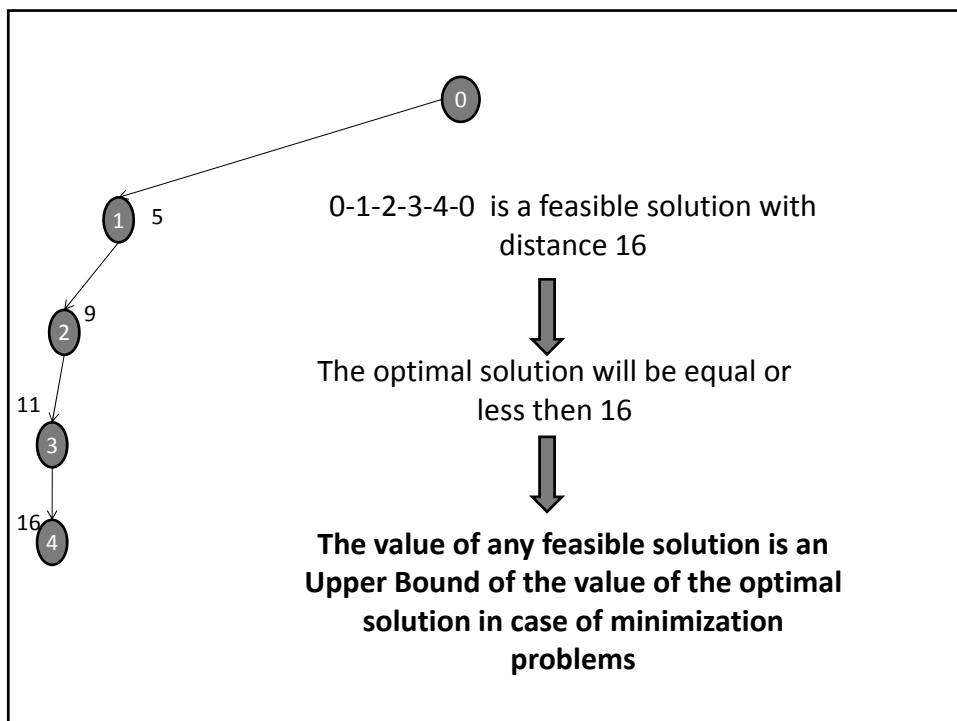 0
1
5
0-1-2-3-4-0 is a feasible solution with
distance 16
2
9
The optimal solution will be equal or
less then 16
11
3
16
4
The value of any feasible solution is an
Upper Bound of the value of the optimal
solution in case of minimization
problems